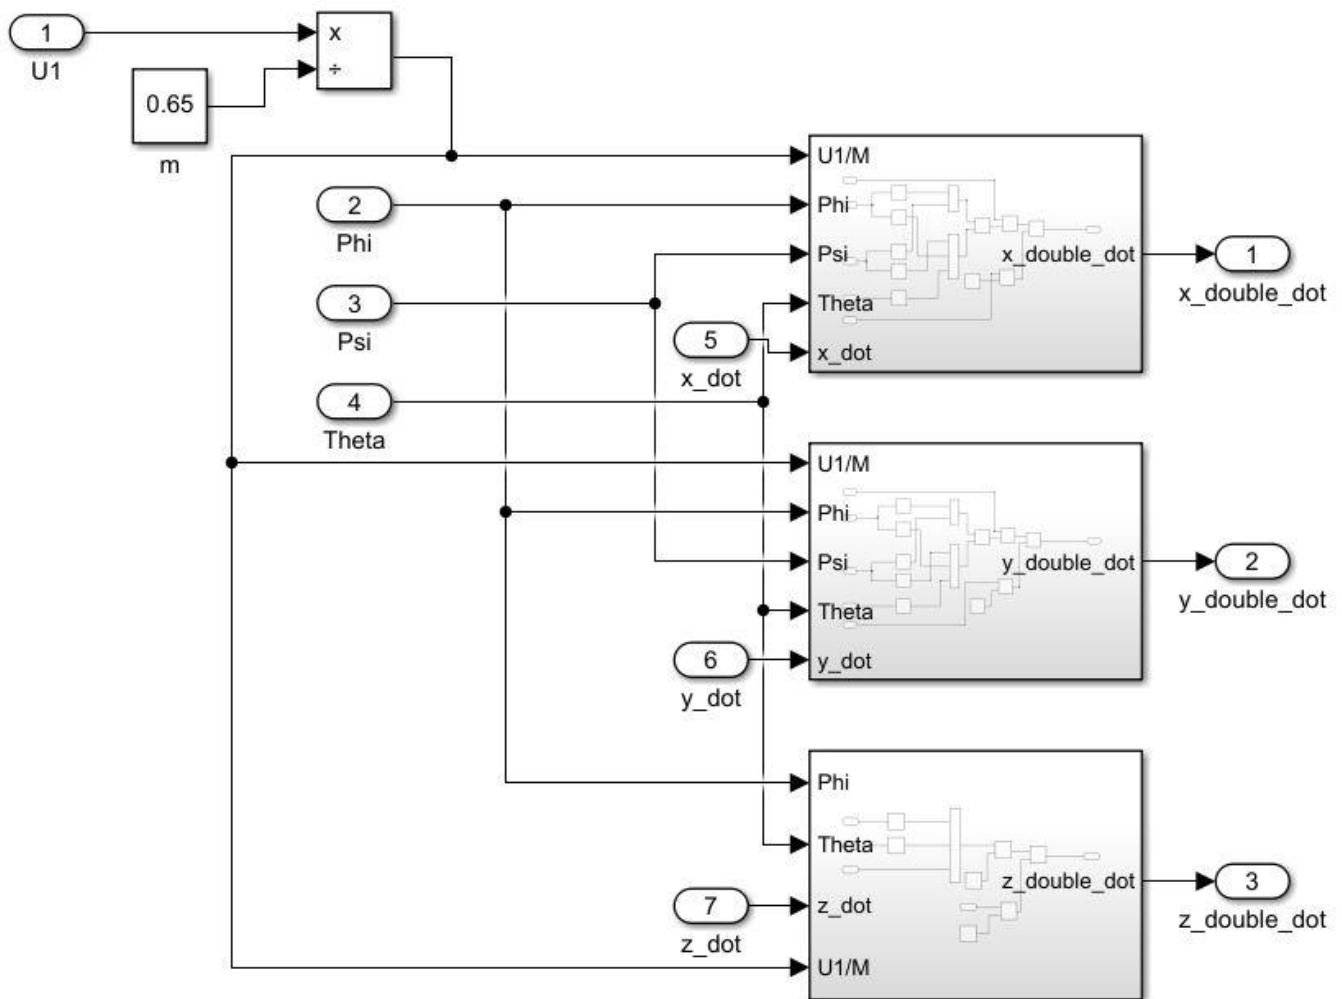 1
U1
x
÷
0.65
m
2
Phi
3
Psi
4
Theta
5
x_dot
U1/M
Phi
Psi
Theta
x_dot
x_double_dot
1
x_double_dot
6
y_dot
U1/M
Phi
Psi
Theta
y_dot
y_double_dot
2
y_double_dot
7
z_dot
Phi
Theta
z_dot
U1/M
z_double_dot
3
z_double_dot